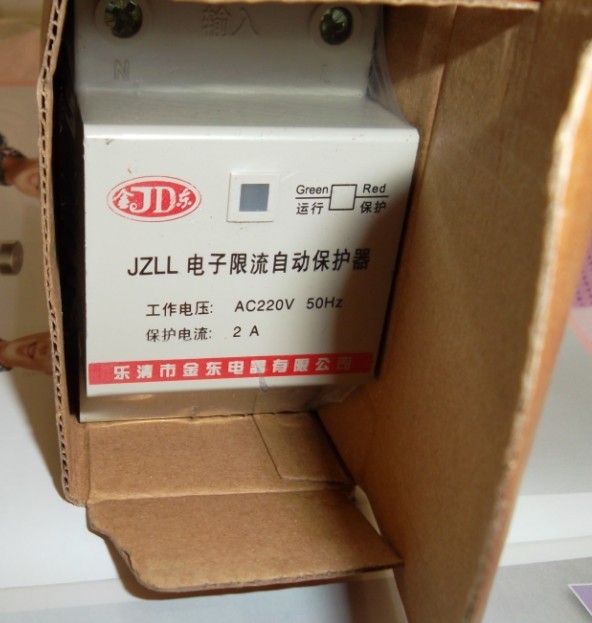 输入
N L
金JD东
Green Red
运行 保护
JZLL 电子限流自动保护器
工作电压: AC220V 50Hz
保护电流: 2 A
乐清市金东电器有限公司